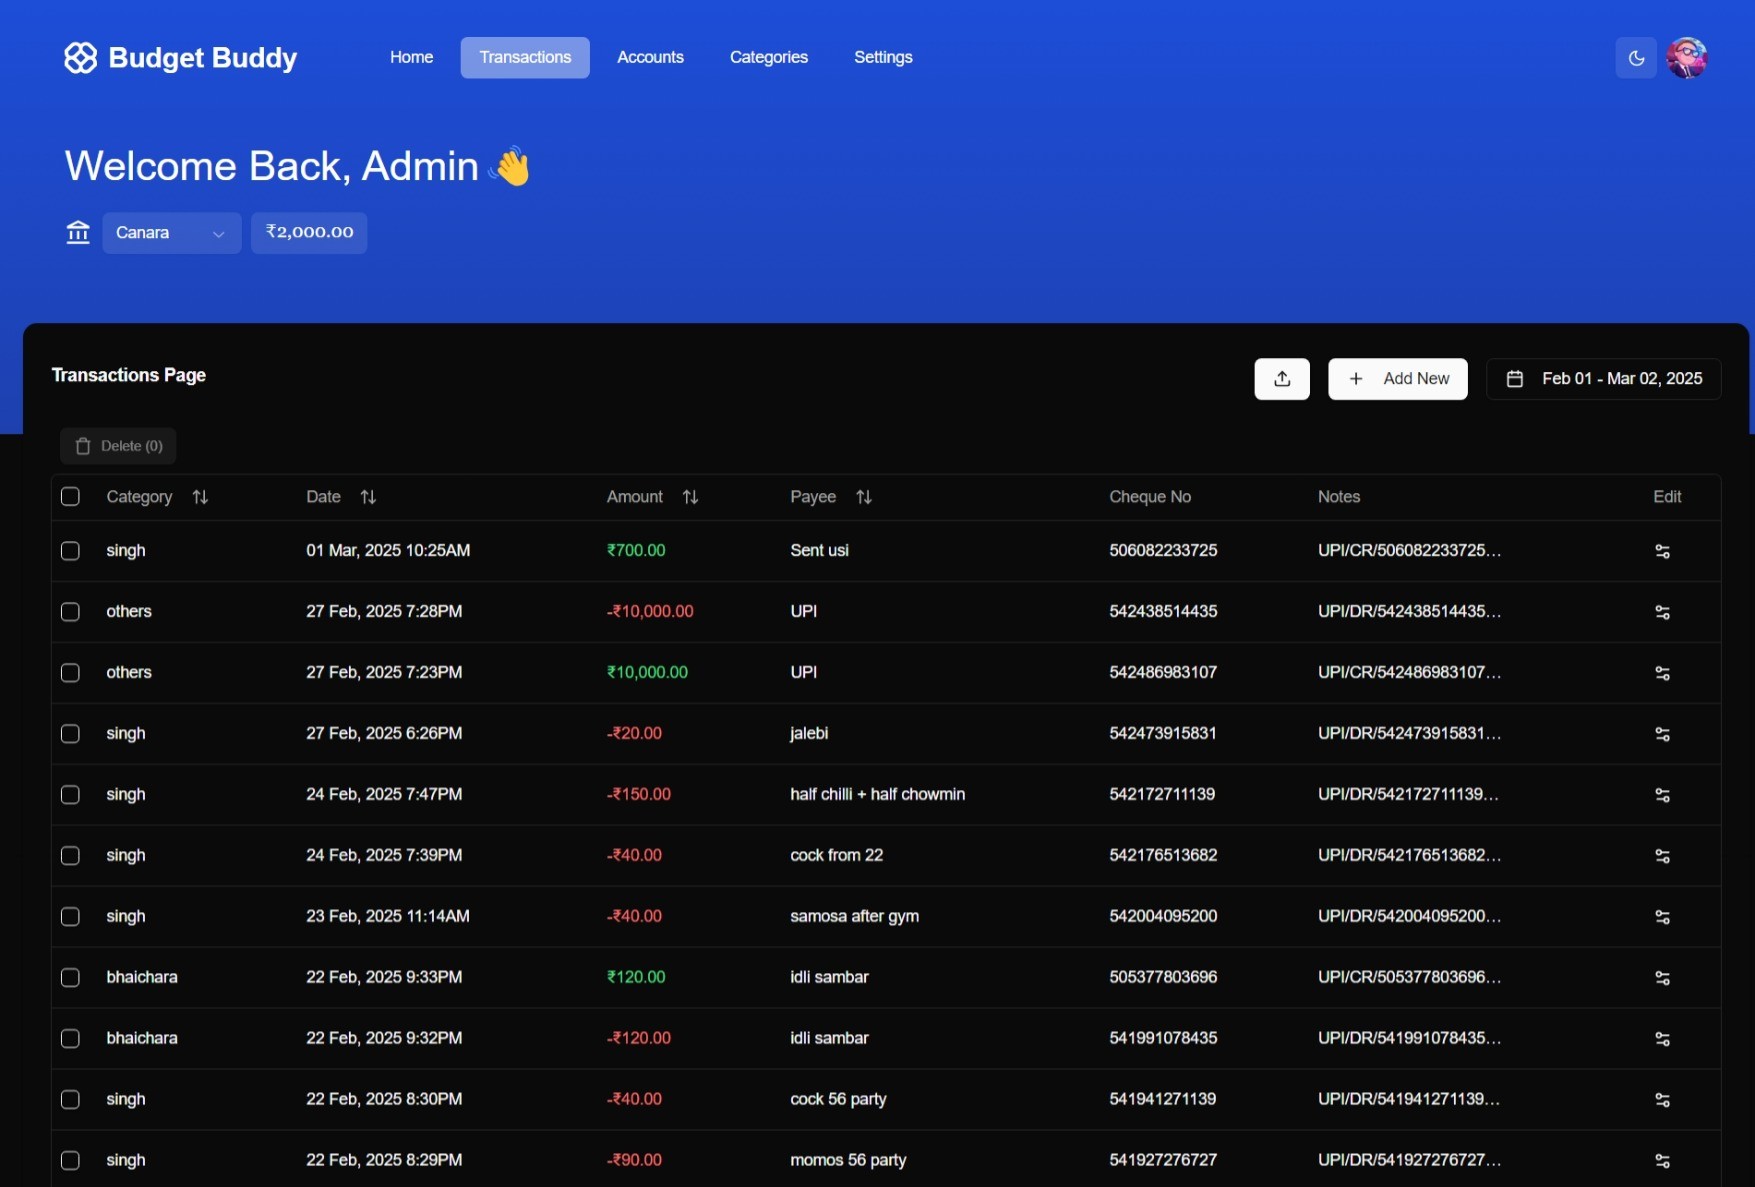 Budget Buddy Home Transactions Accounts Categories Settings
Welcome Back, Admin 👋
Canara ₹2,000.00
Transactions Page Add New Feb 01 - Mar 02, 2025
Delete (0)
Category Date Amount Payee Cheque No Notes Edit
singh 01 Mar, 2025 10:25AM ₹700.00 Sent usi 506082233725 UPI/CR/506082233725...
others 27 Feb, 2025 7:28PM -₹10,000.00 UPI 542438514435 UPI/DR/542438514435...
others 27 Feb, 2025 7:23PM ₹10,000.00 UPI 542486983107 UPI/CR/542486983107...
singh 27 Feb, 2025 6:26PM -₹20.00 jalebi 542473915831 UPI/DR/542473915831...
singh 24 Feb, 2025 7:47PM -₹150.00 half chilli + half chowmin 542172711139 UPI/DR/542172711139...
singh 24 Feb, 2025 7:39PM -₹40.00 cock from 22 542176513682 UPI/DR/542176513682...
singh 23 Feb, 2025 11:14AM -₹40.00 samosa after gym 542004095200 UPI/DR/542004095200...
bhaichara 22 Feb, 2025 9:33PM ₹120.00 idli sambar 505377803696 UPI/CR/505377803696...
bhaichara 22 Feb, 2025 9:32PM -₹120.00 idli sambar 541991078435 UPI/DR/541991078435...
singh 22 Feb, 2025 8:30PM -₹40.00 cock 56 party 541941271139 UPI/DR/541941271139...
singh 22 Feb, 2025 8:29PM -₹90.00 momos 56 party 541927276727 UPI/DR/541927276727...